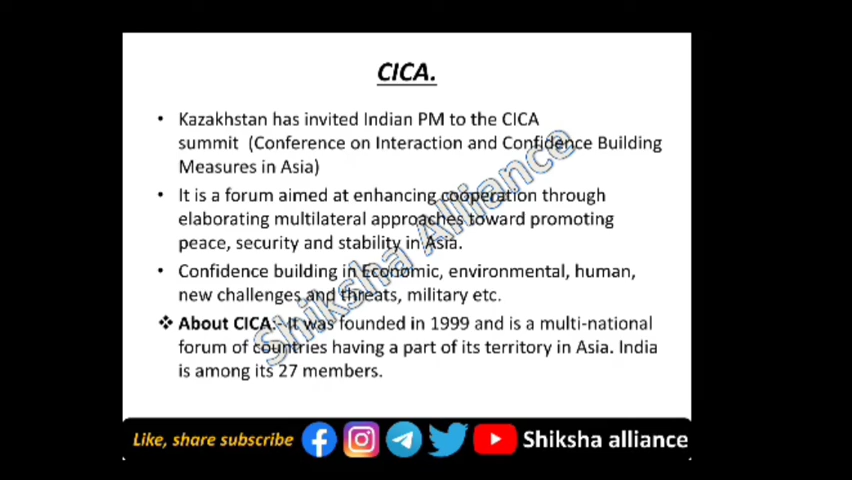 CICA.
• Kazakhstan has invited Indian PM to the CICA
summit (Conference on Interaction and Confidence Building
Measures in Asia)
• It is a forum aimed at enhancing cooperation through
elaborating multilateral approaches toward promoting
peace, security and stability in Asia.
• Confidence building in Economic, environmental, human,
new challenges and threats, military etc.
❖ About CICA:- It was founded in 1999 and is a multi-national
forum of countries having a part of its territory in Asia. India
is among its 27 members.
Shiksha Alliance
Like, share subscribe
Shiksha alliance